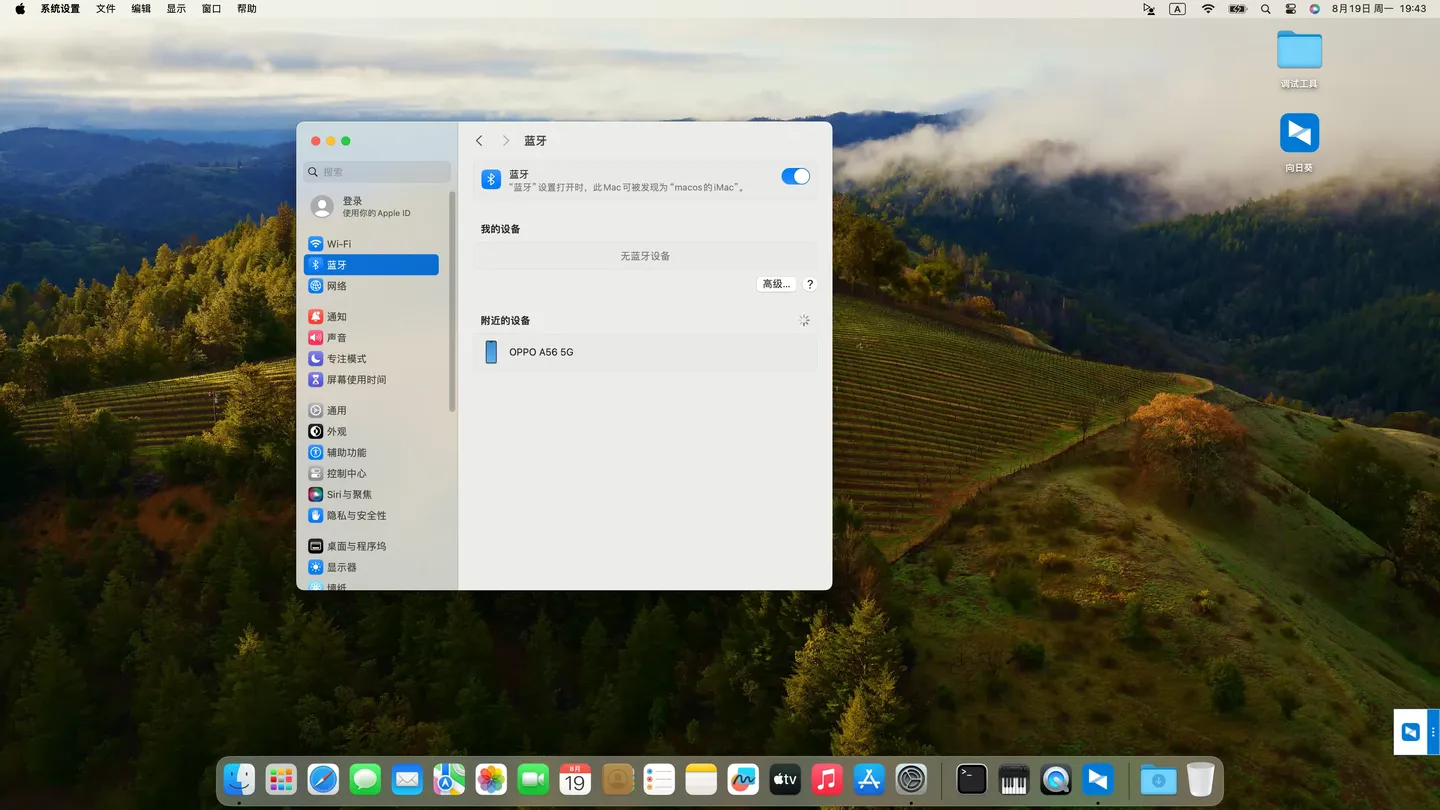 系统设置 文件 编辑 显示 窗口 帮助
A 8月19日 周一 19:43
调试工具
向日葵
蓝牙
搜索
蓝牙
“蓝牙”设置打开时，此Mac可被发现为“macos的iMac”。
登录
使用你的Apple ID
我的设备
无蓝牙设备
高级... ?
附近的设备
OPPO A56 5G
Wi-Fi
蓝牙
网络
通知
声音
专注模式
屏幕使用时间
通用
外观
辅助功能
控制中心
Siri与聚焦
隐私与安全性
桌面与程序坞
显示器
墙纸
8月
19
tv